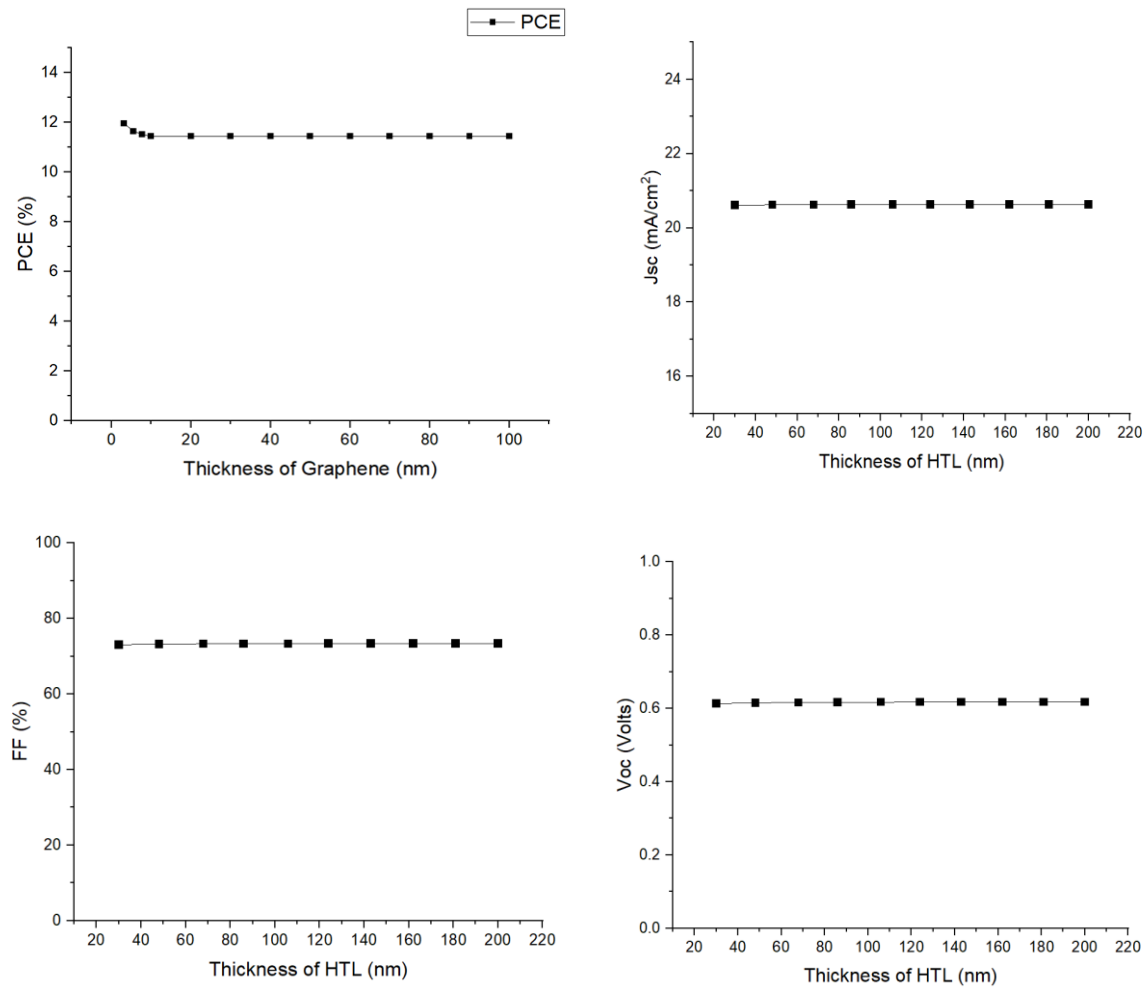 PCE
14
12
10
8
6
4
2
0
PCE (%)
0 20 40 60 80 100
Thickness of Graphene (nm)
24
22
20
18
16
Jsc (mA/cm²)
20 40 60 80 100 120 140 160 180 200 220
Thickness of HTL (nm)
100
80
60
40
20
0
FF (%)
20 40 60 80 100 120 140 160 180 200 220
Thickness of HTL (nm)
1.0
0.8
0.6
0.4
0.2
0.0
Voc (Volts)
20 40 60 80 100 120 140 160 180 200 220
Thickness of HTL (nm)